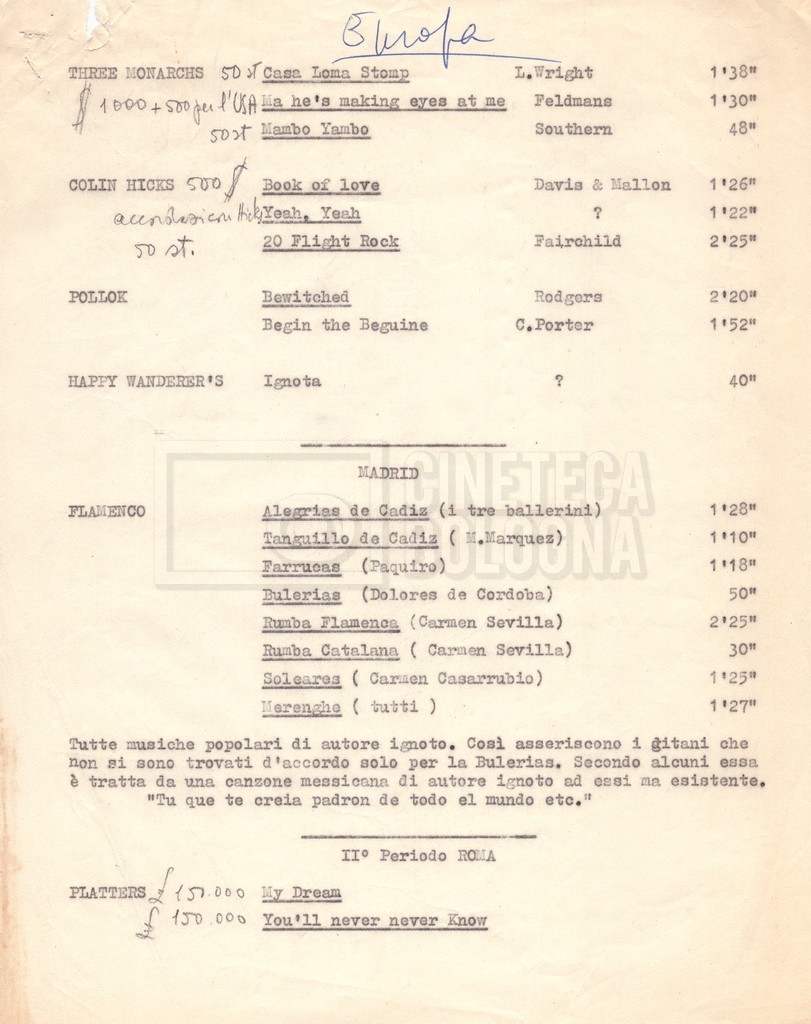 Europa
THREE MONARCHS 50 st Casa Loma Stomp L.Wright 1'38"
$ 1000 + 500 per l'USA Ma he's making eyes at me Feldmans 1'30"
50 st Mambo Yambo Southern 48"
COLIN HICKS 500 $ Book of love Davis & Mallon 1'26"
Hicks Yeah, Yeah ? 1'22"
50 st. 20 Flight Rock Fairchild 2'25"
POLLOK Bewitched Rodgers 2'20"
Begin the Beguine C.Porter 1'52"
HAPPY WANDERER'S Ignota ? 40"
MADRID
CINETECA
BOLOGNA
FLAMENCO Alegrias de Cadiz (i tre ballerini) 1'28"
Tanguillo de Cadiz ( M.Marquez) 1'10"
Farrucas (Paquiro) 1'18"
Bulerias (Dolores de Cordoba) 50"
Rumba Flamenca (Carmen Sevilla) 2'25"
Rumba Catalana ( Carmen Sevilla) 30"
Soleares ( Carmen Casarrubio) 1'25"
Merenghe ( tutti ) 1'27"
Tutte musiche popolari di autore ignoto. Così asseriscono i gitani che
non si sono trovati d'accordo solo per la Bulerias. Secondo alcuni essa
è tratta da una canzone messicana di autore ignoto ad essi ma esistente.
"Tu que te creia padron de todo el mundo etc."
II° Periodo ROMA
PLATTERS £ 150.000 My Dream
£ 150.000 You'll never never Know